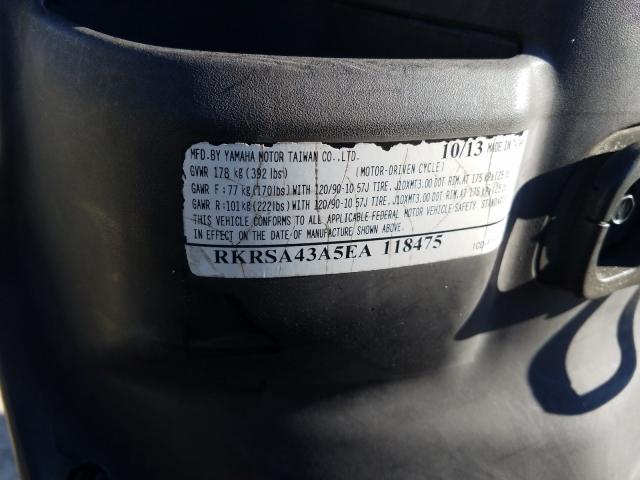 MFD.BY YAMAHA MOTOR TAIWAN CO.,LTD. 10/13 MADE IN
GVWR 178 kg (392 lbs) (MOTOR-DRIVEN CYCLE)
GAWR F : 77 kg (170 lbs) WITH 120/90-10 57J TIRE, J10XMT3.00 DOT RIM, AT 175 kPa (25
GAWR R : 101 kg (222 lbs) WITH 120/90-10 57J TIRE, J10XMT3.00 DOT RIM, AT 175 kPa (25
THIS VEHICLE CONFORMS TO ALL APPLICABLE FEDERAL MOTOR VEHICLE SAFETY
IN EFFECT ON THE DATE OF MANUFACTURE SHOWN ABOVE.
RKRSA43A5EA 118475